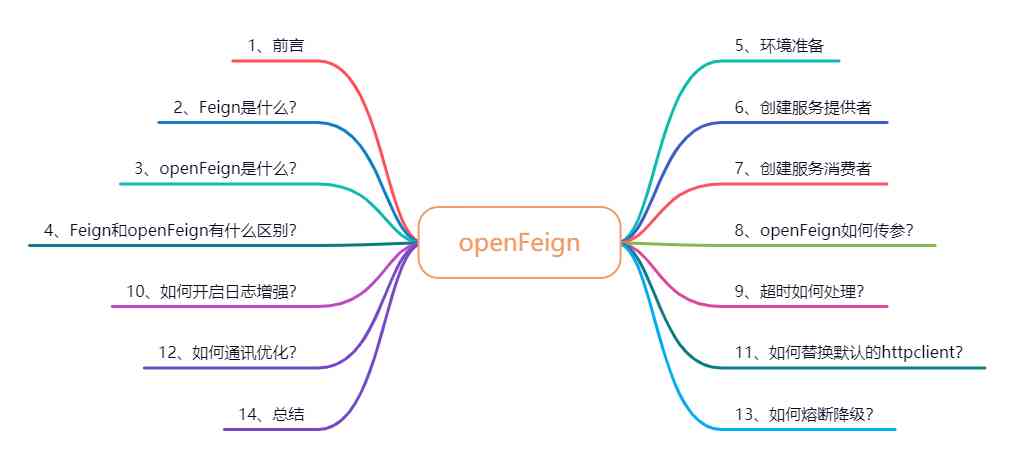 1、前言
2、Feign是什么？
3、openFeign是什么？
4、Feign和openFeign有什么区别？
10、如何开启日志增强？
12、如何通讯优化？
14、总结
openFeign
5、环境准备
6、创建服务提供者
7、创建服务消费者
8、openFeign如何传参？
9、超时如何处理？
11、如何替换默认的httpclient？
13、如何熔断降级？